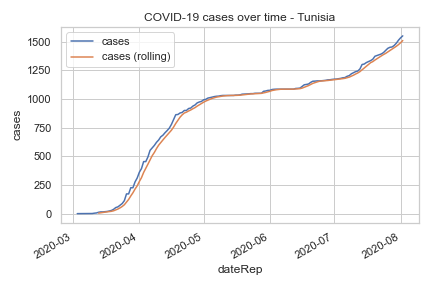 COVID-19 cases over time - Tunisia
cases
cases (rolling)
1500
1250
1000
750
500
250
0
cases
2020-03
2020-04
2020-05
2020-06
2020-07
2020-08
dateRep